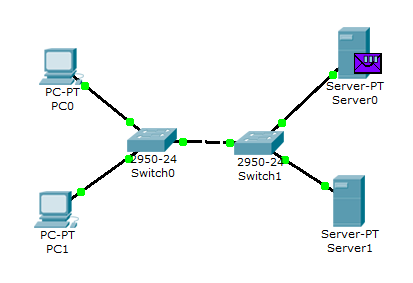 PC-PT
PC0
Server-PT
Server0
2950-24
Switch0
2950-24
Switch1
PC-PT
PC1
Server-PT
Server1